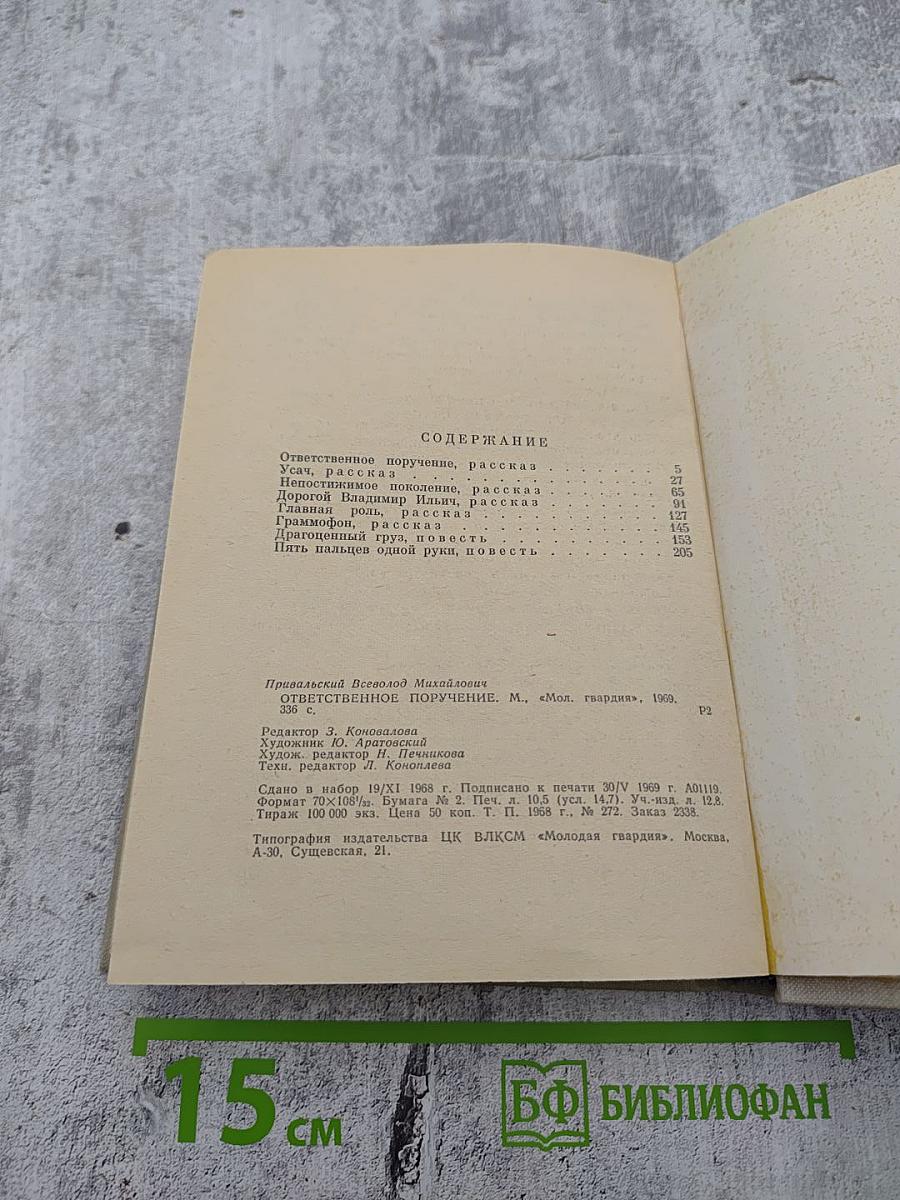 СОДЕРЖАНИЕ
Ответственное поручение, рассказ . . . . . . . 5
Усач, рассказ . . . . . . . . . . . . 27
Непостижимое поколение, рассказ . . . . . . . 65
Дорогой Владимир Ильич, рассказ . . . . . . . 91
Главная роль, рассказ . . . . . . . . . . 127
Граммофон, рассказ . . . . . . . . . . . 145
Драгоценный груз, повесть . . . . . . . . . 153
Пять пальцев одной руки, повесть . . . . . . . 205
Привальский Всеволод Михайлович
ОТВЕТСТВЕННОЕ ПОРУЧЕНИЕ. М., «Мол. гвардия», 1969.
336 с. Р2
Редактор З. Коновалова
Художник Ю. Аратовский
Худож. редактор Н. Печникова
Техн. редактор Л. Коноплева
Сдано в набор 19/XI 1968 г. Подписано к печати 30/V 1969 г. А01119.
Формат 70×108¹/₃₂. Бумага № 2. Печ. л. 10,5 (усл. 14,7). Уч.-изд. л. 12,8.
Тираж 100 000 экз. Цена 50 коп. Т. П. 1968 г., № 272. Заказ 2338.
Типография издательства ЦК ВЛКСМ «Молодая гвардия». Москва,
А-30, Сущевская, 21.
15 см
БФ БИБЛИОФАН